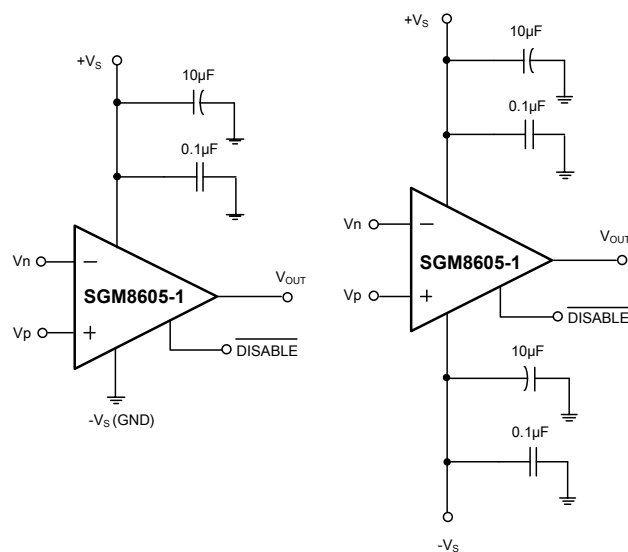 +VS
10µF
0.1µF
Vn
−
SGM8605-1
Vp
+
VOUT
DISABLE
-VS (GND)
+VS
10µF
0.1µF
Vn
−
SGM8605-1
Vp
+
VOUT
DISABLE
10µF
0.1µF
-VS